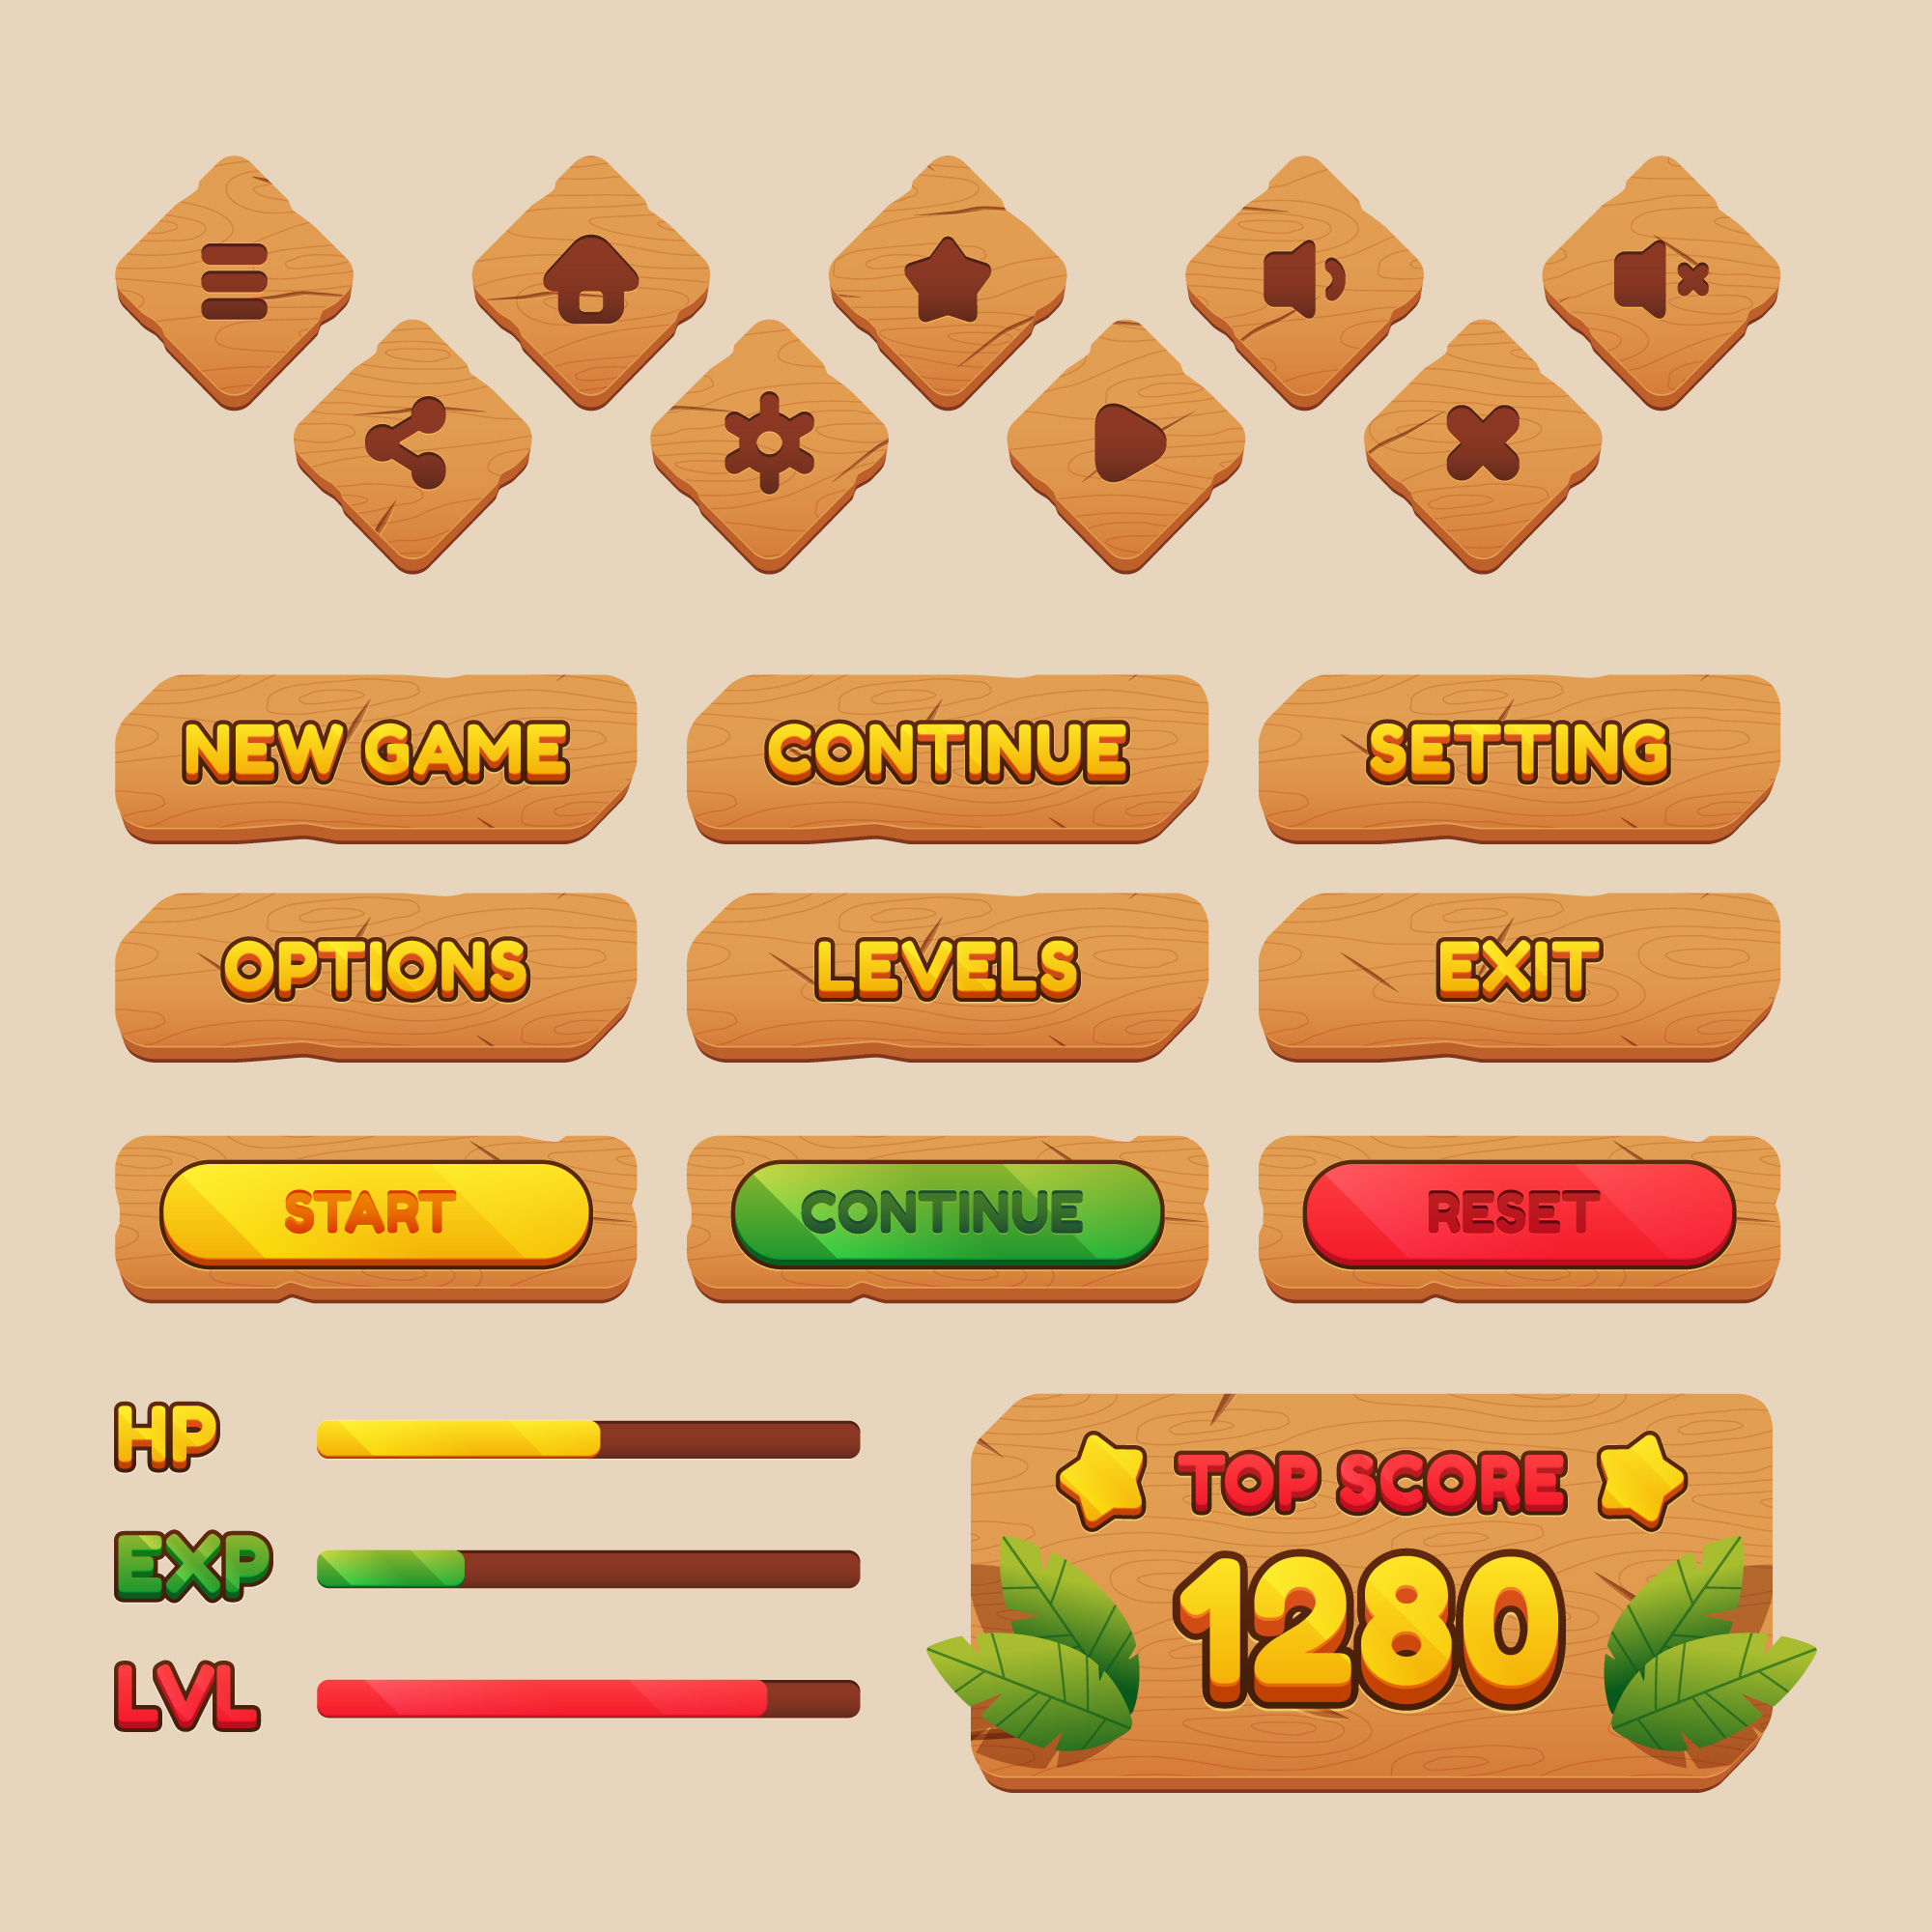 NEW GAME
CONTINUE
SETTING
OPTIONS
LEVELS
EXIT
START
CONTINUE
RESET
HP
EXP
LVL
TOP SCORE
1280